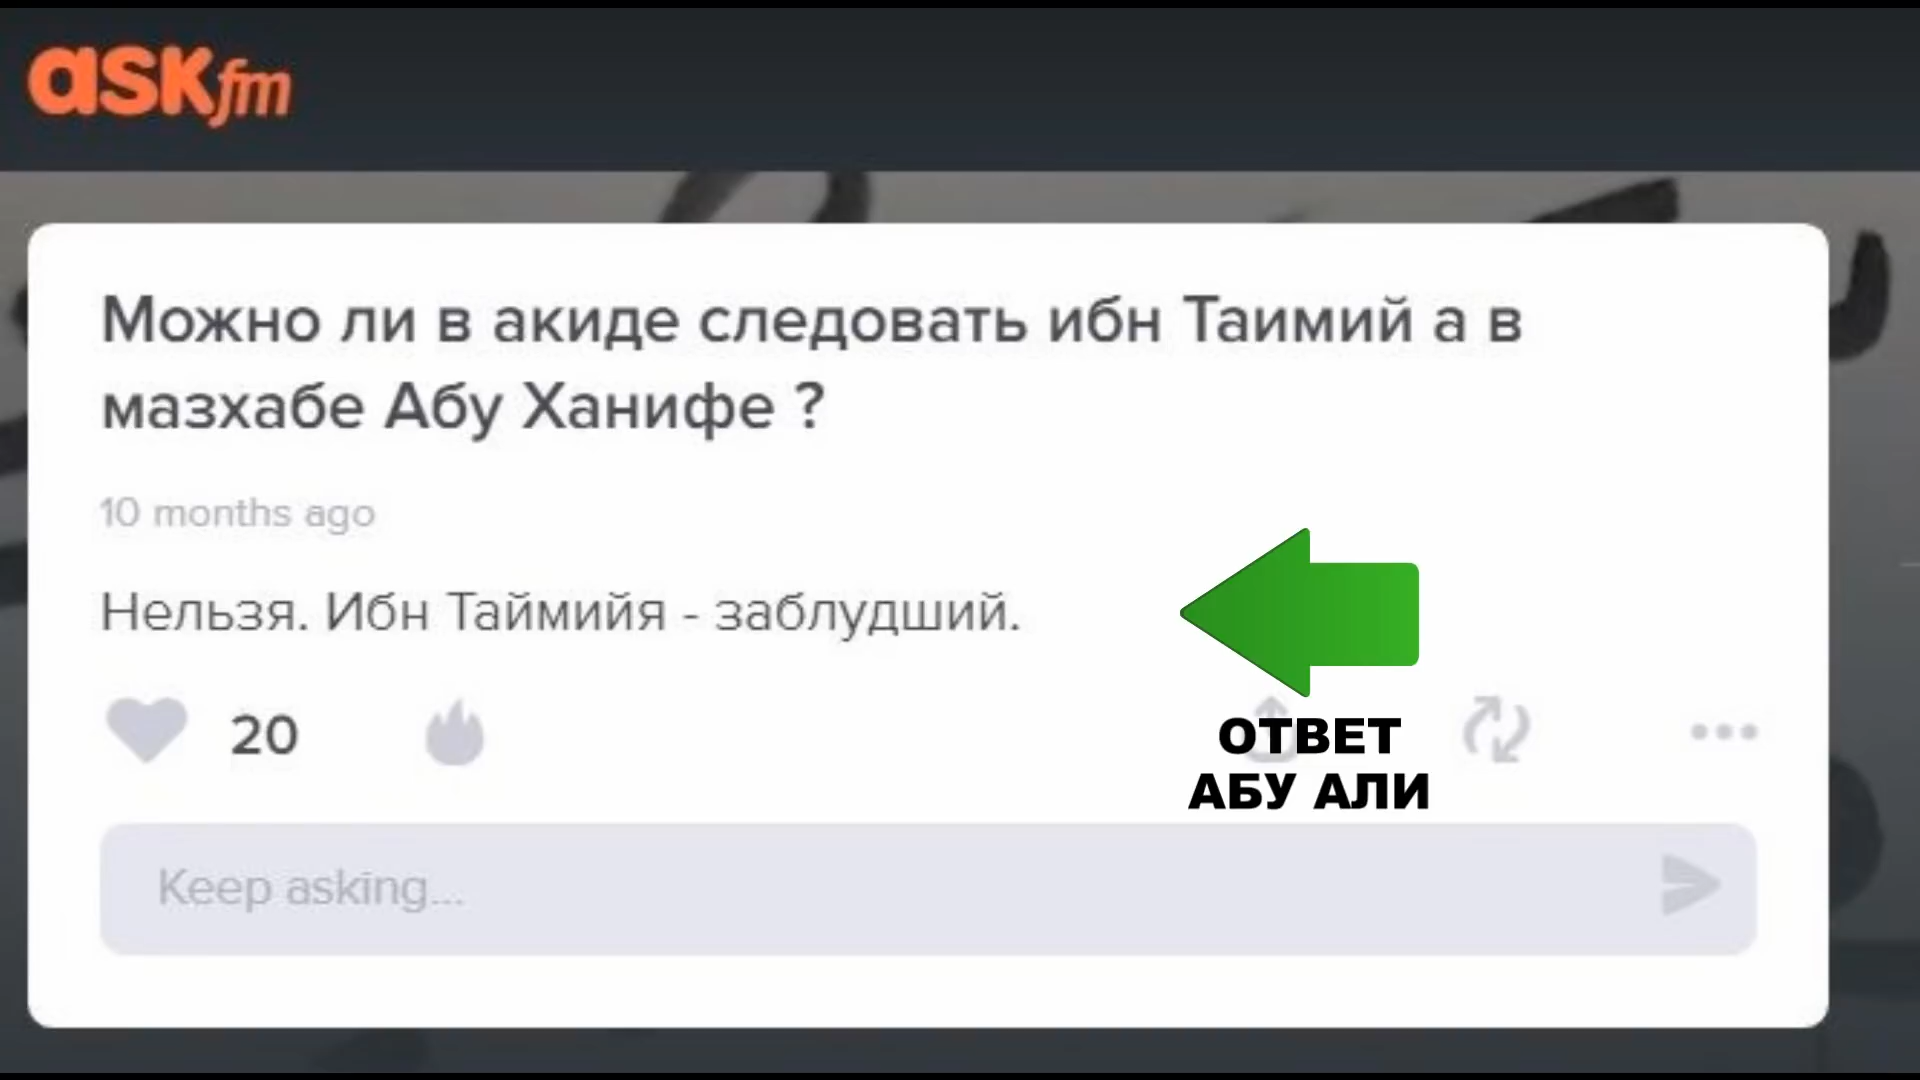 askfm
Можно ли в акиде следовать ибн Таимий а в
мазхабе Абу Ханифе ?
10 months ago
Нельзя. Ибн Таймийя - заблудший.
20
ОТВЕТ
АБУ АЛИ
Keep asking...